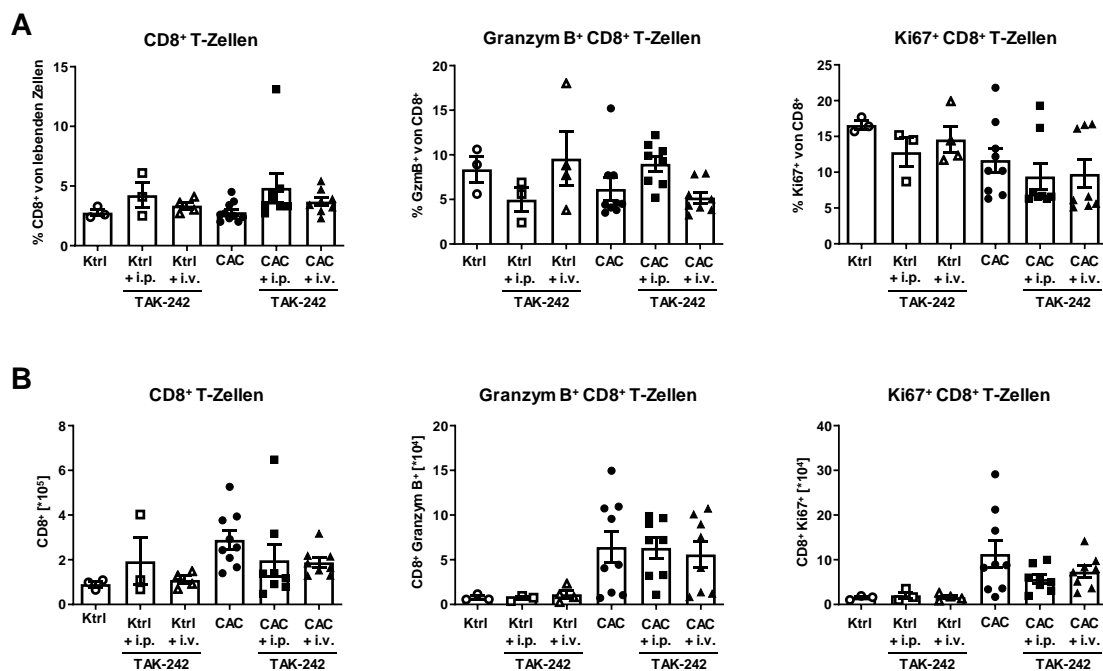 A
CD8⁺ T-Zellen
% CD8⁺ von lebenden Zellen
15
10
5
0
Ktrl
Ktrl + i.p.
Ktrl + i.v.
CAC
CAC + i.p.
CAC + i.v.
TAK-242
TAK-242
Granzym B⁺ CD8⁺ T-Zellen
% GzmB⁺ von CD8⁺
20
15
10
5
0
Ktrl
Ktrl + i.p.
Ktrl + i.v.
CAC
CAC + i.p.
CAC + i.v.
TAK-242
TAK-242
Ki67⁺ CD8⁺ T-Zellen
% Ki67⁺ von CD8⁺
25
20
15
10
5
0
Ktrl
Ktrl + i.p.
Ktrl + i.v.
CAC
CAC + i.p.
CAC + i.v.
TAK-242
TAK-242
B
CD8⁺ T-Zellen
CD8⁺ [*10⁵]
8
6
4
2
0
Ktrl
Ktrl + i.p.
Ktrl + i.v.
CAC
CAC + i.p.
CAC + i.v.
TAK-242
TAK-242
Granzym B⁺ CD8⁺ T-Zellen
CD8⁺ Granzym B⁺ [*10⁴]
20
15
10
5
0
Ktrl
Ktrl + i.p.
Ktrl + i.v.
CAC
CAC + i.p.
CAC + i.v.
TAK-242
TAK-242
Ki67⁺ CD8⁺ T-Zellen
CD8⁺ Ki67⁺ [*10⁴]
40
30
20
10
0
Ktrl
Ktrl + i.p.
Ktrl + i.v.
CAC
CAC + i.p.
CAC + i.v.
TAK-242
TAK-242